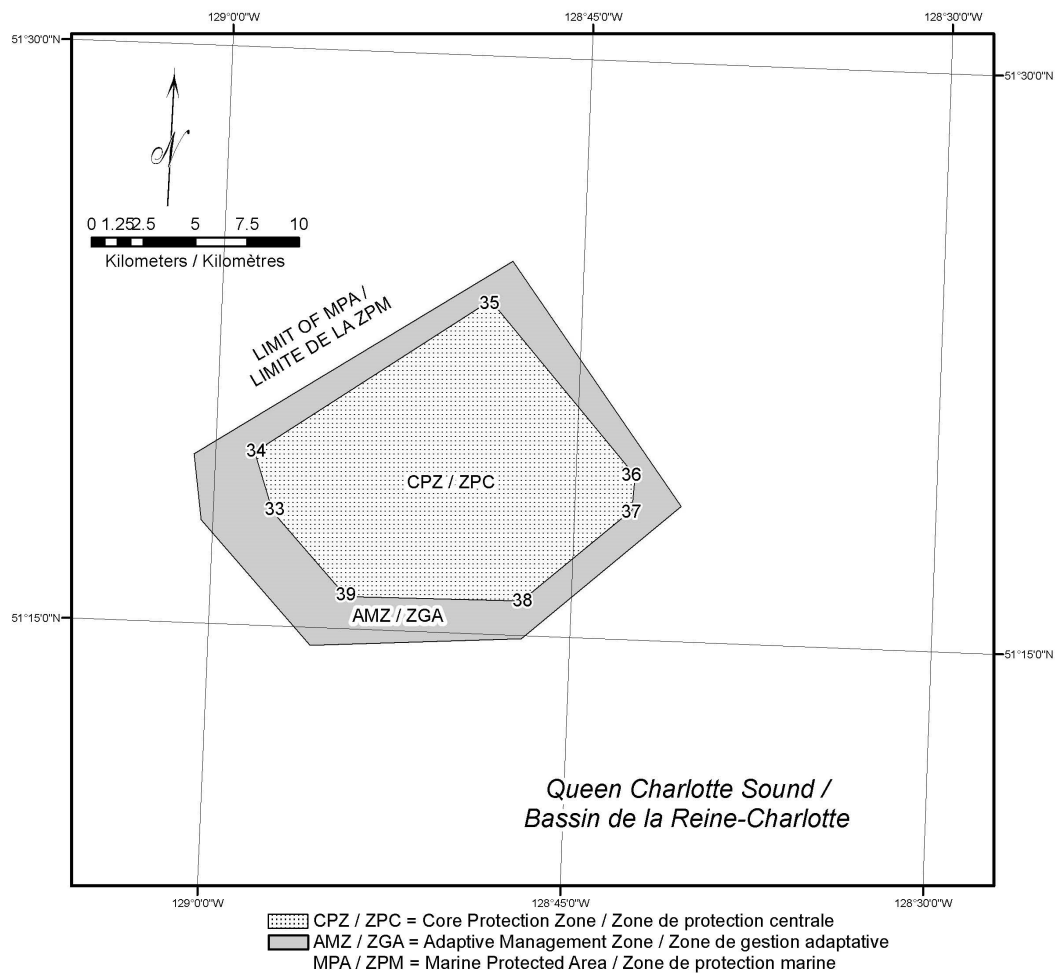 129°0'0"W 128°45'0"W 128°30'0"W
51°30'0"N
51°30'0"N
N
0 1.25 2.5 5 7.5 10
Kilometers / Kilomètres
LIMIT OF MPA /
LIMITE DE LA ZPM
35
34
36
CPZ / ZPC
33
37
39
38
AMZ / ZGA
51°15'0"N
51°15'0"N
Queen Charlotte Sound /
Bassin de la Reine-Charlotte
129°0'0"W 128°45'0"W 128°30'0"W
CPZ / ZPC = Core Protection Zone / Zone de protection centrale
AMZ / ZGA = Adaptive Management Zone / Zone de gestion adaptative
MPA / ZPM = Marine Protected Area / Zone de protection marine